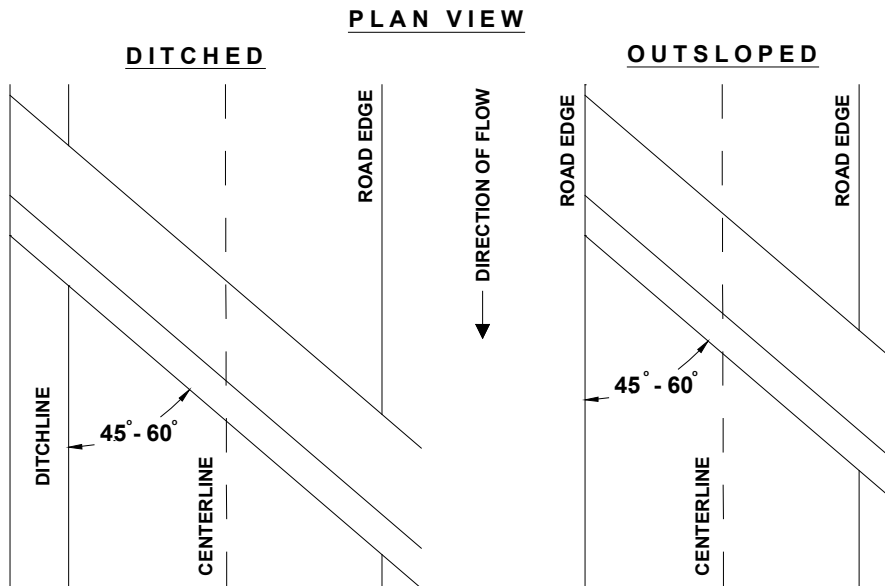 PLAN VIEW
DITCHED
OUTSLOPED
ROAD EDGE
DIRECTION OF FLOW
ROAD EDGE
ROAD EDGE
45° - 60°
45° - 60°
DITCHLINE
CENTERLINE
CENTERLINE